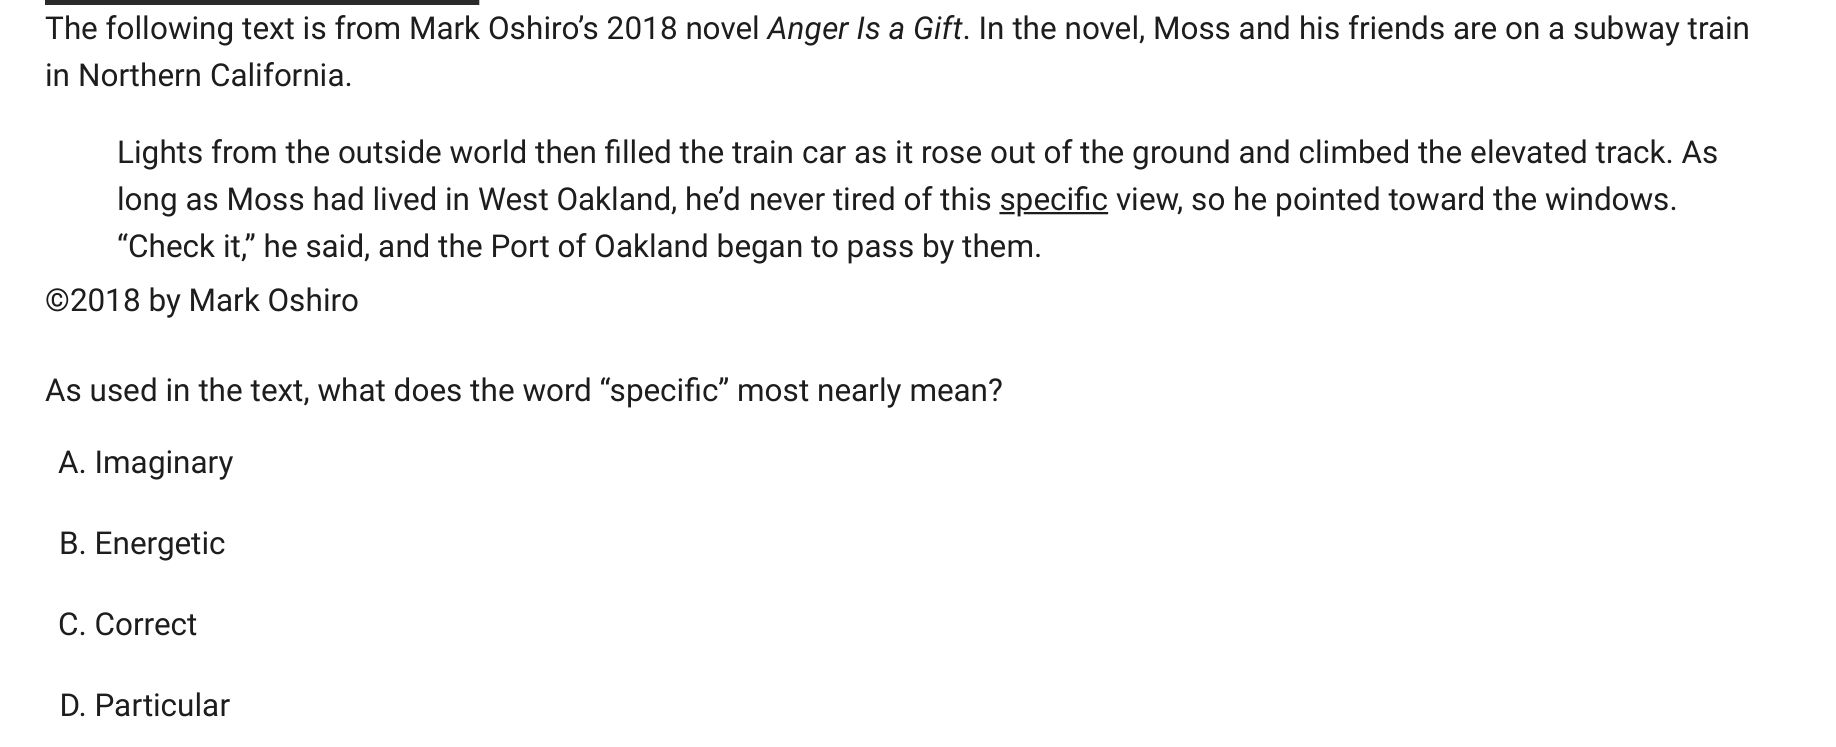 The following text is from Mark Oshiro’s 2018 novel Anger Is a Gift. In the novel, Moss and his friends are on a subway train
in Northern California.
Lights from the outside world then filled the train car as it rose out of the ground and climbed the elevated track. As
long as Moss had lived in West Oakland, he’d never tired of this specific view, so he pointed toward the windows.
“Check it,” he said, and the Port of Oakland began to pass by them.
©2018 by Mark Oshiro
As used in the text, what does the word “specific” most nearly mean?
A. Imaginary
B. Energetic
C. Correct
D. Particular